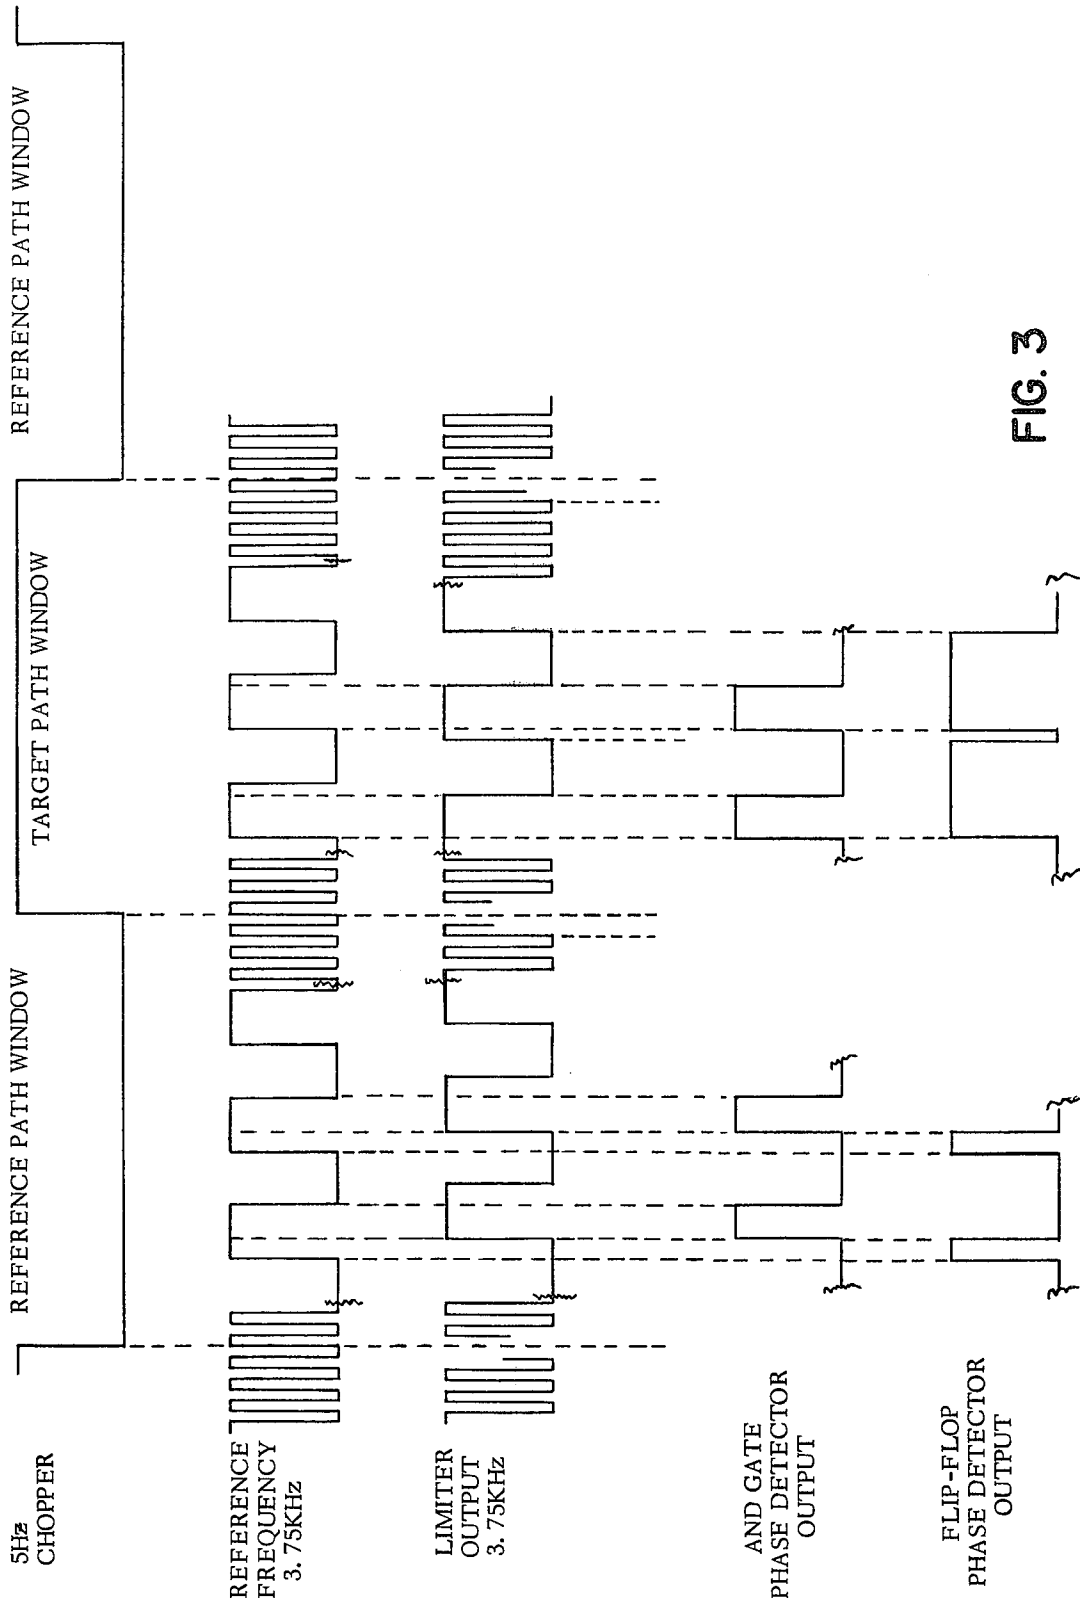 5Hz
CHOPPER
REFERENCE PATH WINDOW
TARGET PATH WINDOW
REFERENCE PATH WINDOW
REFERENCE
FREQUENCY
3. 75KHz
LIMITER
OUTPUT
3. 75KHz
AND GATE
PHASE DETECTOR
OUTPUT
FLIP-FLOP
PHASE DETECTOR
OUTPUT
FIG. 3